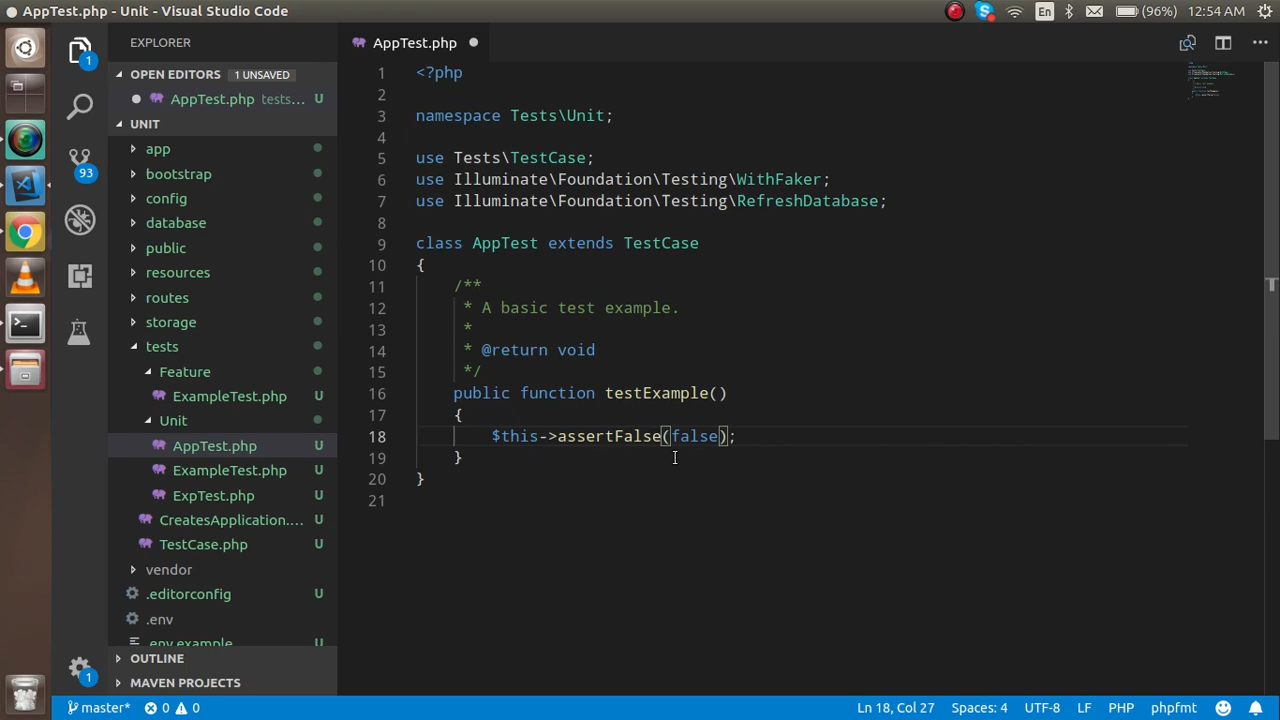 AppTest.php - Unit - Visual Studio Code
En
(96%)
12:54 AM
EXPLORER
OPEN EDITORS 1 UNSAVED
AppTest.php tests... U
UNIT
app
bootstrap
config
database
public
resources
routes
storage
tests
Feature
ExampleTest.php U
Unit
AppTest.php U
ExampleTest.php U
ExpTest.php U
CreatesApplication.... U
TestCase.php U
vendor
.editorconfig U
.env
.env.example U
OUTLINE
MAVEN PROJECTS
1
93
1
AppTest.php
1 <?php
2
3 namespace Tests\Unit;
4
5 use Tests\TestCase;
6 use Illuminate\Foundation\Testing\WithFaker;
7 use Illuminate\Foundation\Testing\RefreshDatabase;
8
9 class AppTest extends TestCase
10 {
11 /**
12 * A basic test example.
13 *
14 * @return void
15 */
16 public function testExample()
17 {
18 $this->assertFalse(false);
19 }
20 }
21
master* 0 0 Ln 18, Col 27 Spaces: 4 UTF-8 LF PHP phpfmt